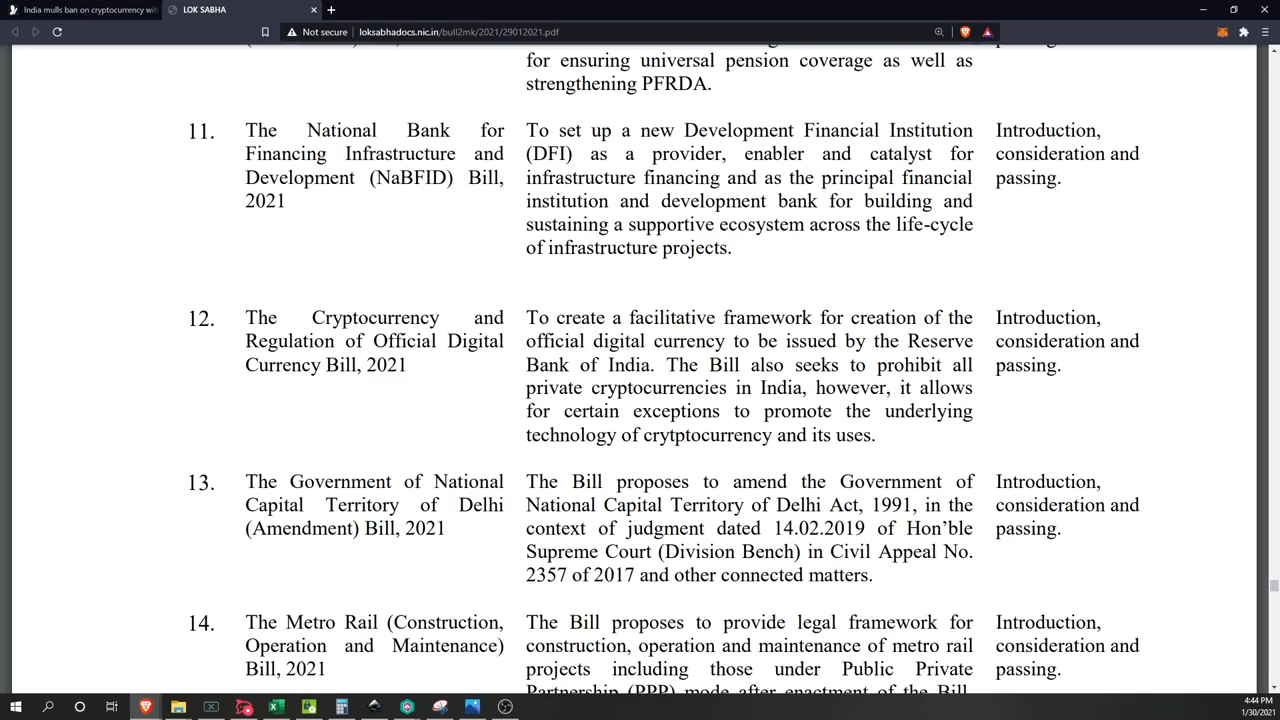 India mulls ban on cryptocurrency wit
LOK SABHA
Not secure | loksabhadocs.nic.in/bull2mk/2021/29012021.pdf
for ensuring universal pension coverage as well as
strengthening PFRDA.
11. The National Bank for To set up a new Development Financial Institution Introduction,
Financing Infrastructure and (DFI) as a provider, enabler and catalyst for consideration and
Development (NaBFID) Bill, infrastructure financing and as the principal financial passing.
2021 institution and development bank for building and
sustaining a supportive ecosystem across the life-cycle
of infrastructure projects.
12. The Cryptocurrency and To create a facilitative framework for creation of the Introduction,
Regulation of Official Digital official digital currency to be issued by the Reserve consideration and
Currency Bill, 2021 Bank of India. The Bill also seeks to prohibit all passing.
private cryptocurrencies in India, however, it allows
for certain exceptions to promote the underlying
technology of crytptocurrency and its uses.
13. The Government of National The Bill proposes to amend the Government of Introduction,
Capital Territory of Delhi National Capital Territory of Delhi Act, 1991, in the consideration and
(Amendment) Bill, 2021 context of judgment dated 14.02.2019 of Hon’ble passing.
Supreme Court (Division Bench) in Civil Appeal No.
2357 of 2017 and other connected matters.
14. The Metro Rail (Construction, The Bill proposes to provide legal framework for Introduction,
Operation and Maintenance) construction, operation and maintenance of metro rail consideration and
Bill, 2021 projects including those under Public Private passing.
Partnership (PPP) mode after enactment of the Bill.
4:44 PM
1/30/2021